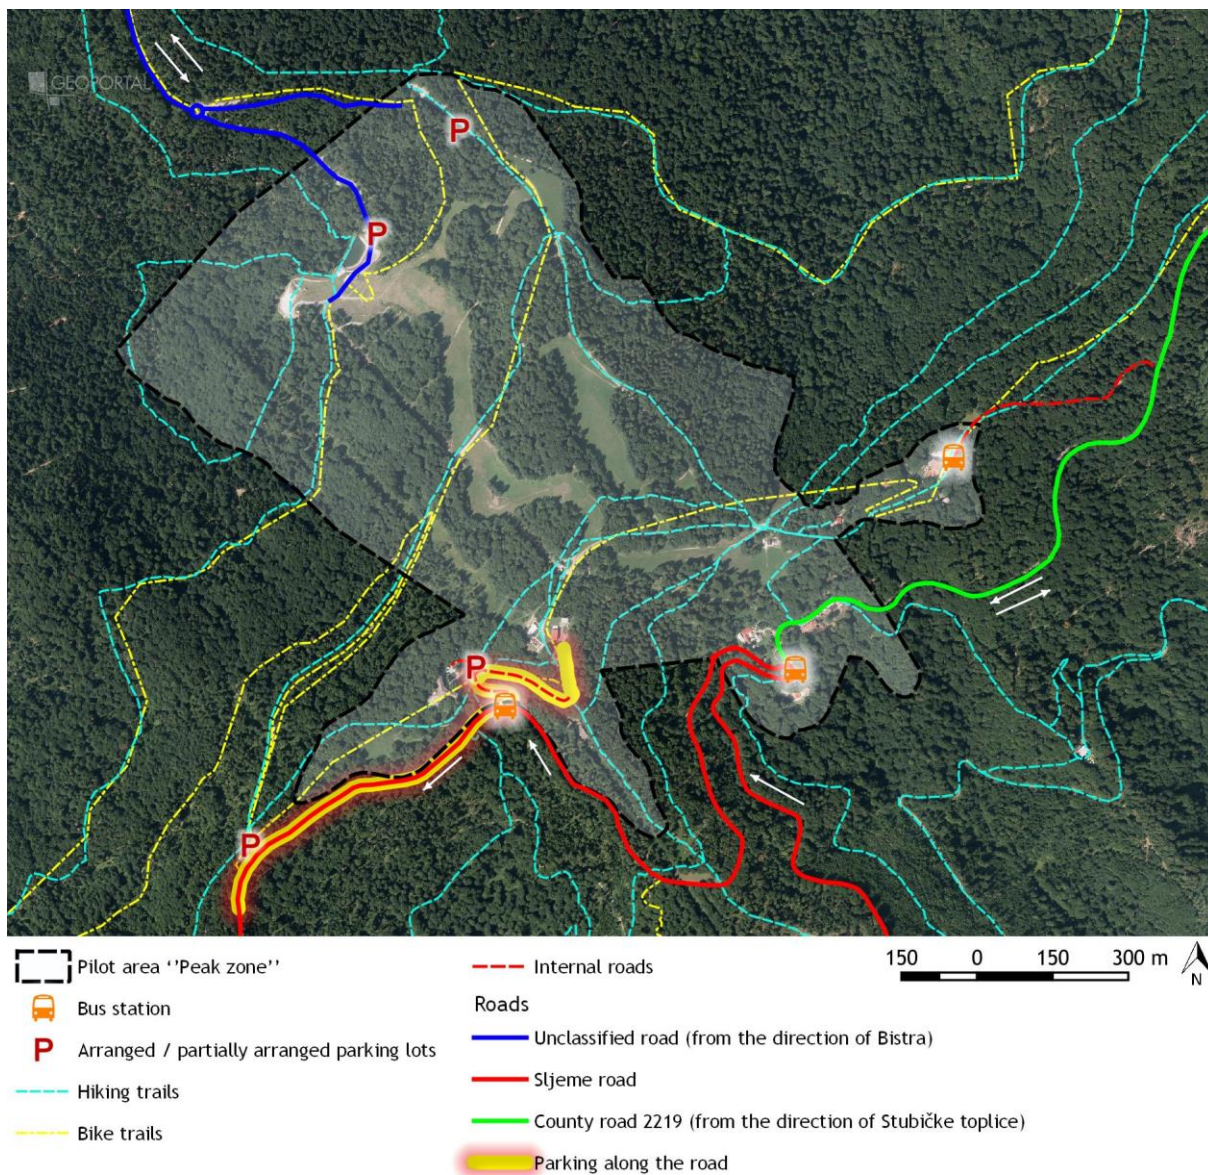 GEOPORTAL
P
P
P
P
Pilot area ‘’Peak zone’’
Bus station
P Arranged / partially arranged parking lots
Hiking trails
Bike trails
Internal roads
Roads
Unclassified road (from the direction of Bistra)
Sljeme road
County road 2219 (from the direction of Stubičke toplice)
Parking along the road
150 0 150 300 m
N